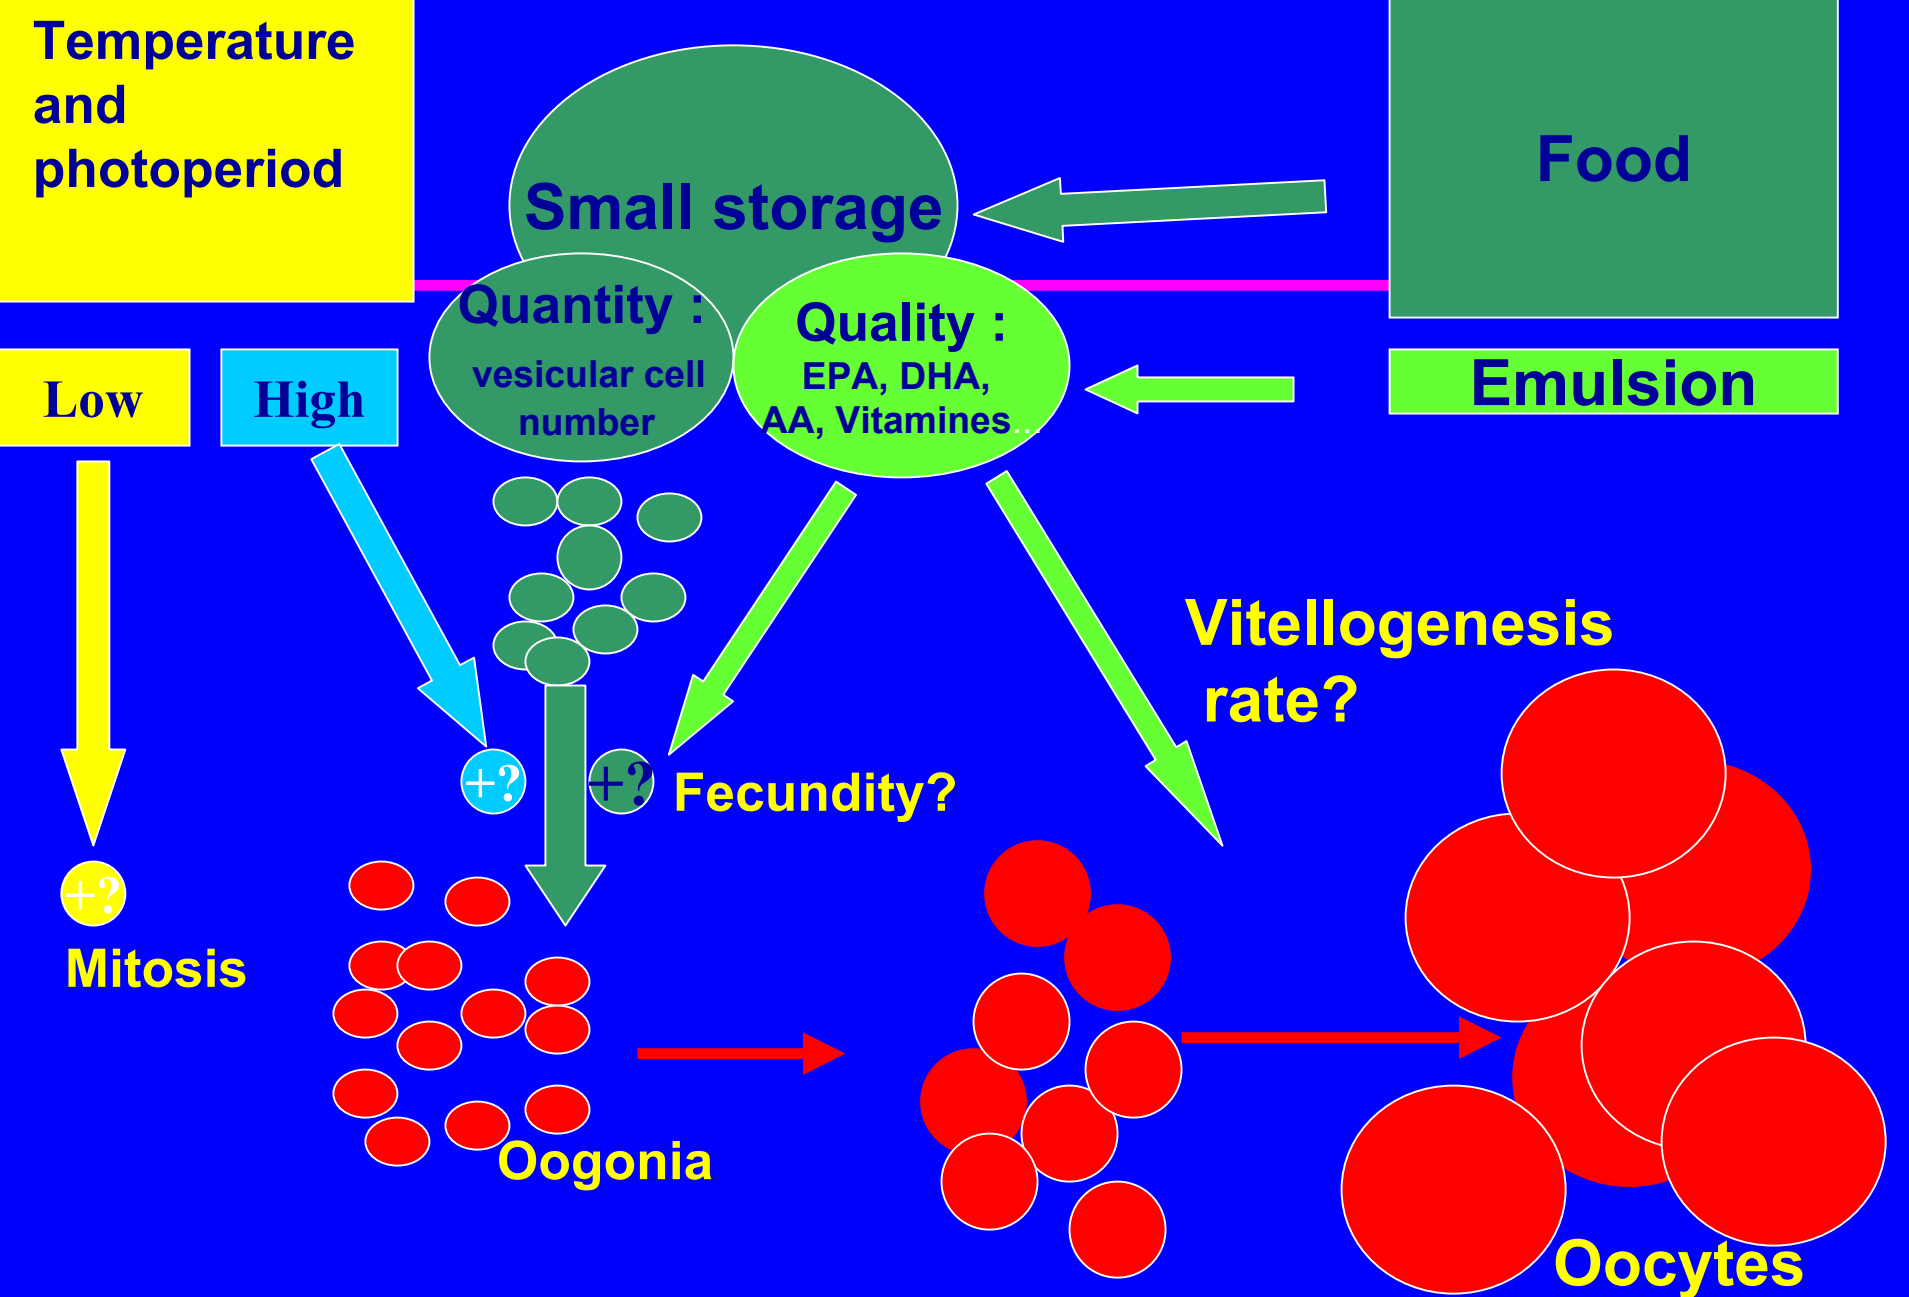 Temperature
and
photoperiod
Food
Small storage
Quantity :
vesicular cell
number
Quality :
EPA, DHA,
AA, Vitamines...
Emulsion
Low
High
Vitellogenesis
rate?
+?
+?
Fecundity?
+?
Mitosis
Oogonia
Oocytes